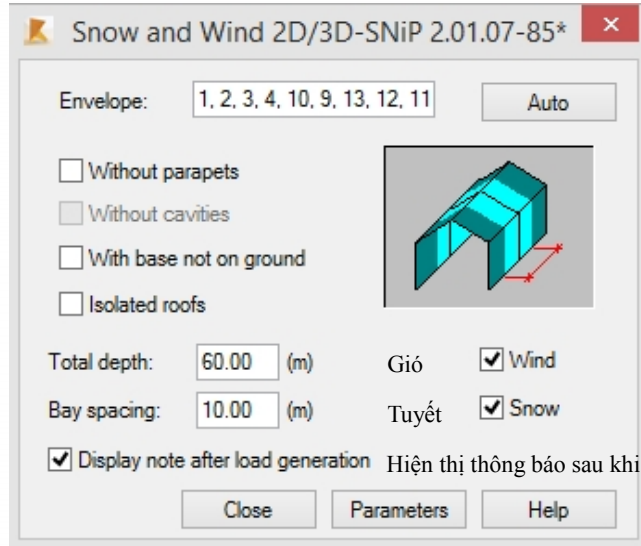 Snow and Wind 2D/3D-SNiP 2.01.07-85*
Envelope: 1, 2, 3, 4, 10, 9, 13, 12, 11 Auto
Without parapets
Without cavities
With base not on ground
Isolated roofs
Total depth: 60.00 (m) Gió Wind
Bay spacing: 10.00 (m) Tuyết Snow
Display note after load generation Hiện thị thông báo sau khi
Close Parameters Help